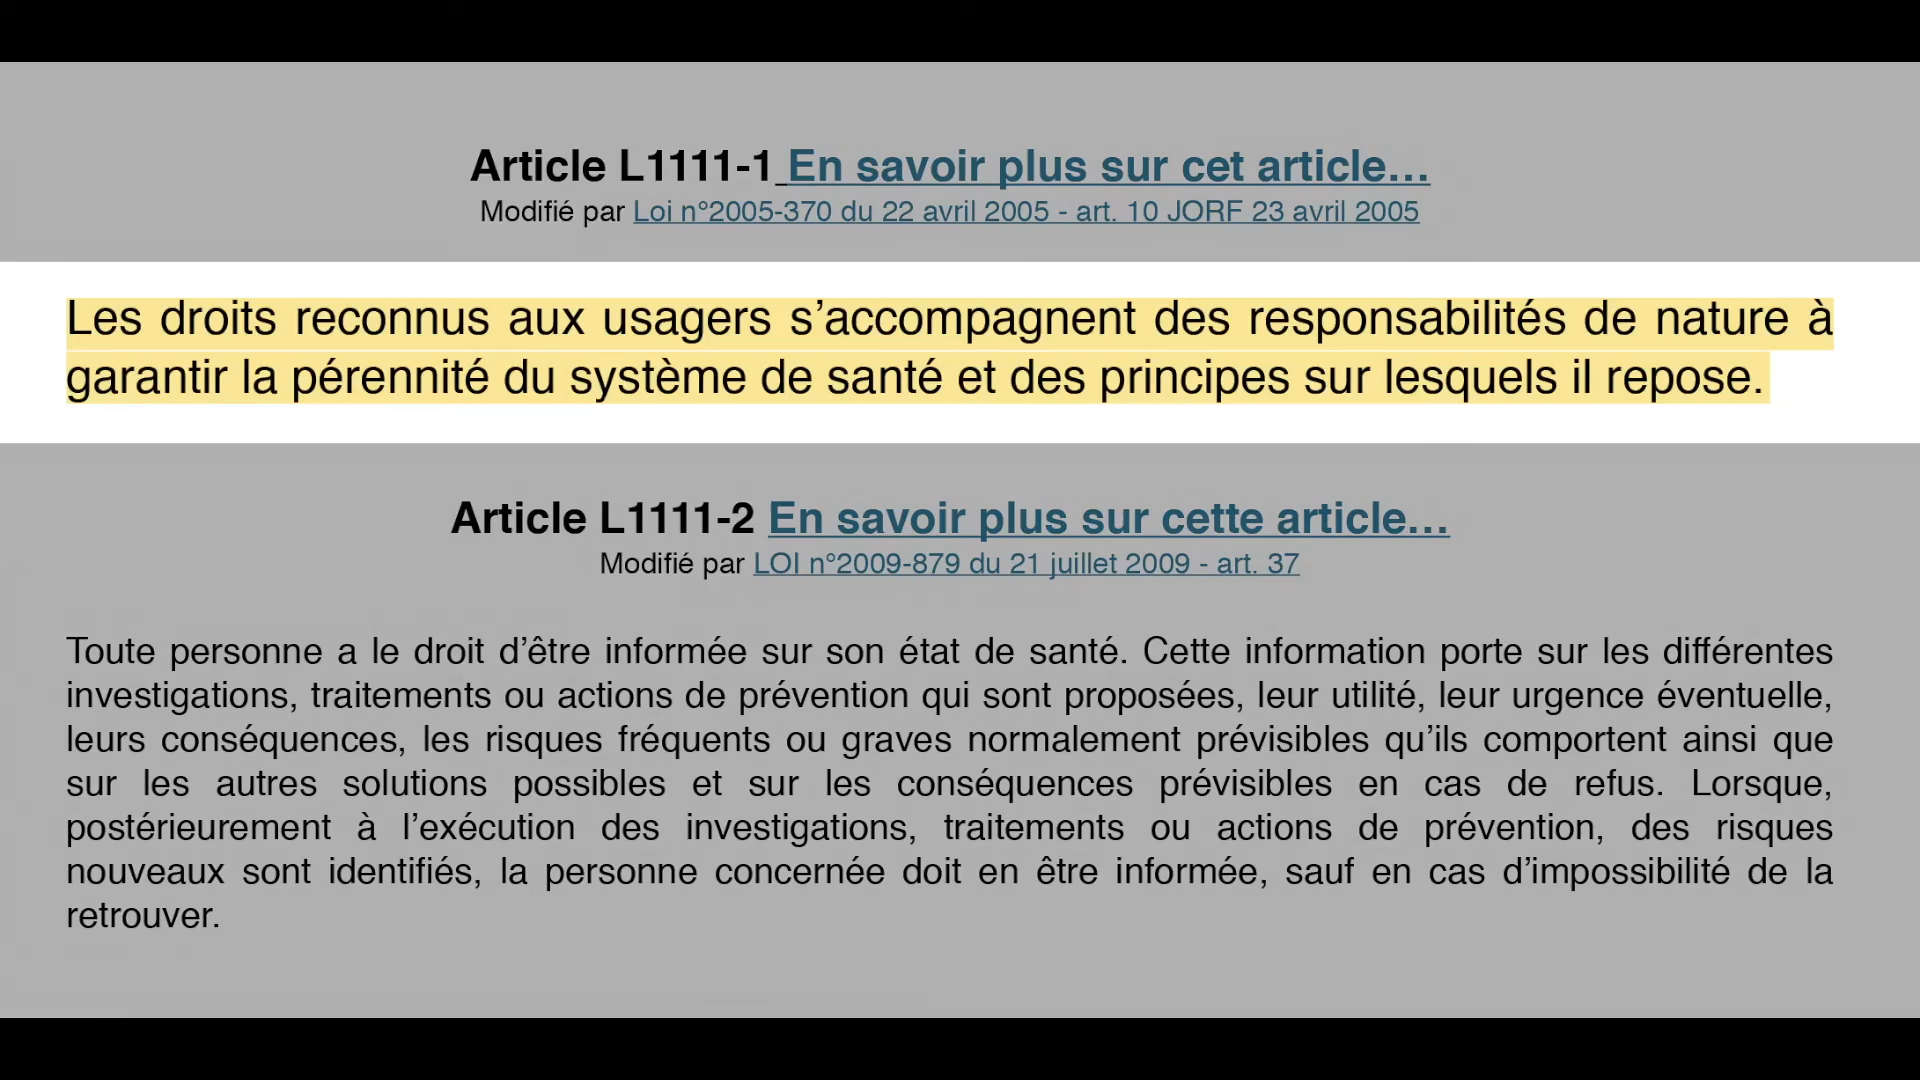 Article L1111-1 En savoir plus sur cet article…
Modifié par Loi n°2005-370 du 22 avril 2005 - art. 10 JORF 23 avril 2005
Les droits reconnus aux usagers s’accompagnent des responsabilités de nature à
garantir la pérennité du système de santé et des principes sur lesquels il repose.
Article L1111-2 En savoir plus sur cette article…
Modifié par LOI n°2009-879 du 21 juillet 2009 - art. 37
Toute personne a le droit d’être informée sur son état de santé. Cette information porte sur les différentes
investigations, traitements ou actions de prévention qui sont proposées, leur utilité, leur urgence éventuelle,
leurs conséquences, les risques fréquents ou graves normalement prévisibles qu’ils comportent ainsi que
sur les autres solutions possibles et sur les conséquences prévisibles en cas de refus. Lorsque,
postérieurement à l’exécution des investigations, traitements ou actions de prévention, des risques
nouveaux sont identifiés, la personne concernée doit en être informée, sauf en cas d’impossibilité de la
retrouver.